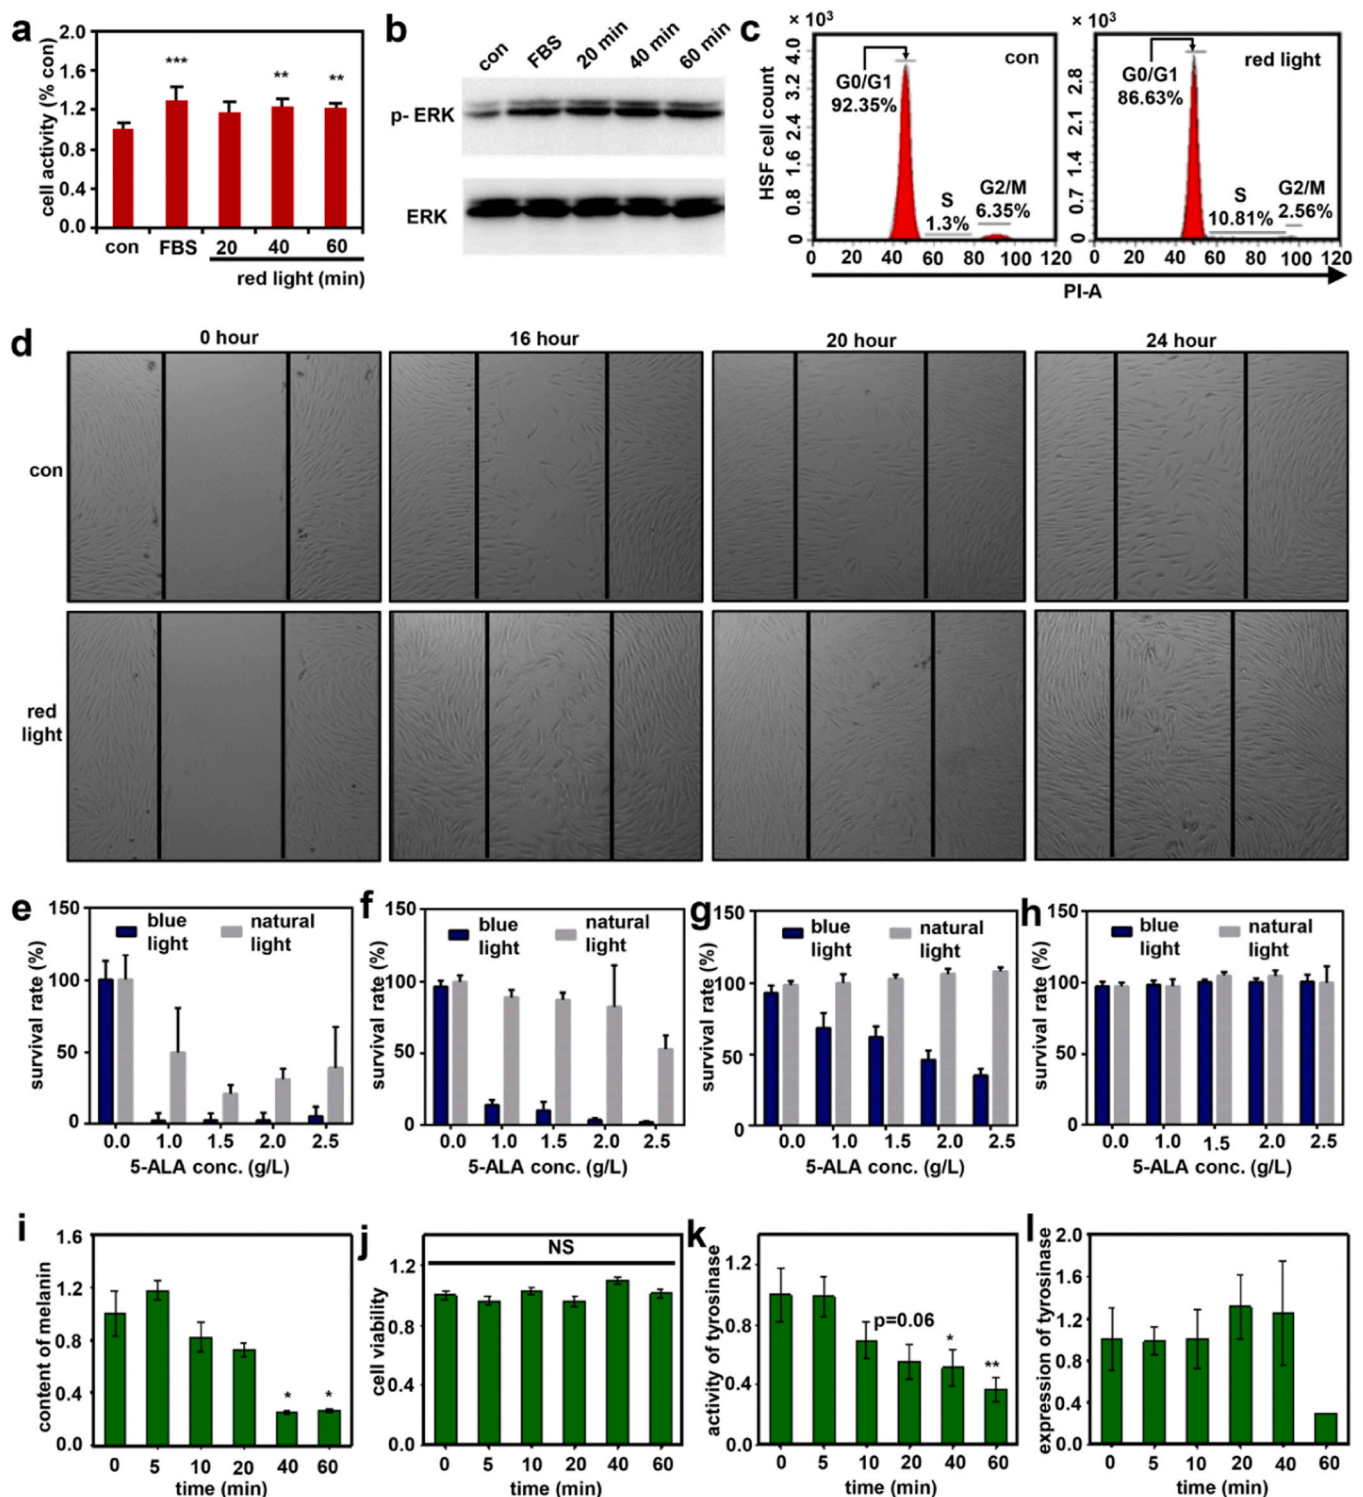 a
2.0
1.6
1.2
0.8
0.4
0.0
cell activity (% con)
***
**
**
con
FBS
20
40
60
red light (min)
b
con
FBS
20 min
40 min
60 min
p- ERK
ERK
c
× 10³
4.0
3.2
2.4
1.6
0.8
0
HSF cell count
G0/G1
92.35%
con
S
1.3%
G2/M
6.35%
0 20 40 60 80 100 120
× 10³
2.8
2.1
1.4
0.7
0
G0/G1
86.63%
red light
S
10.81%
G2/M
2.56%
0 20 40 60 80 100 120
PI-A
d
0 hour
16 hour
20 hour
24 hour
con
red
light
e
150
100
50
0
survival rate (%)
blue
light
natural
light
0.0 1.0 1.5 2.0 2.5
5-ALA conc. (g/L)
f
150
100
50
0
survival rate (%)
blue
light
natural
light
0.0 1.0 1.5 2.0 2.5
5-ALA conc. (g/L)
g
150
100
50
0
survival rate (%)
blue
light
natural
light
0.0 1.0 1.5 2.0 2.5
5-ALA conc. (g/L)
h
150
100
50
0
survival rate (%)
blue
light
natural
light
0.0 1.0 1.5 2.0 2.5
5-ALA conc. (g/L)
i
1.6
1.2
0.8
0.4
0.0
content of melanin
*
*
0 5 10 20 40 60
time (min)
j
1.2
0.8
0.4
0.0
cell viability
NS
0 5 10 20 40 60
time (min)
k
1.2
0.8
0.4
0.0
activity of tyrosinase
p=0.06
*
**
0 5 10 20 40 60
time (min)
l
2.0
1.6
1.2
0.8
0.4
0.0
expression of tyrosinase
0 5 10 20 40 60
time (min)